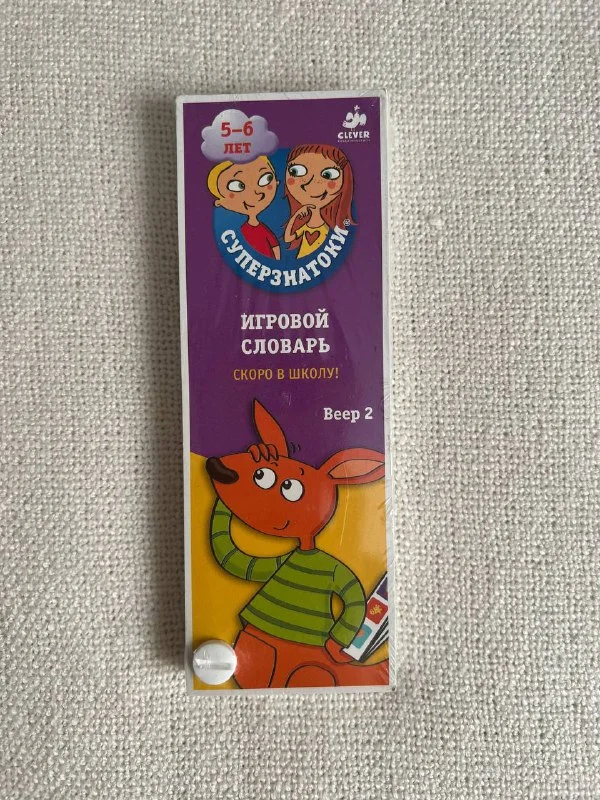 5–6
ЛЕТ
CLEVER
СУПЕРЗНАТОКИ®
ИГРОВОЙ
СЛОВАРЬ
СКОРО В ШКОЛУ!
Веер 2